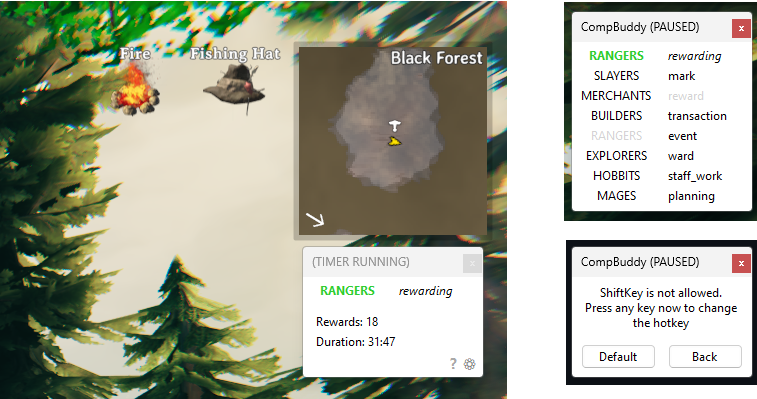 Fire
Fishing Hat
Black Forest
(TIMER RUNNING) x
RANGERS rewarding
Rewards: 18
Duration: 31:47
?
CompBuddy (PAUSED) x
RANGERS rewarding
SLAYERS mark
MERCHANTS reward
BUILDERS transaction
RANGERS event
EXPLORERS ward
HOBBITS staff_work
MAGES planning
CompBuddy (PAUSED) x
ShiftKey is not allowed.
Press any key now to change
the hotkey
Default Back